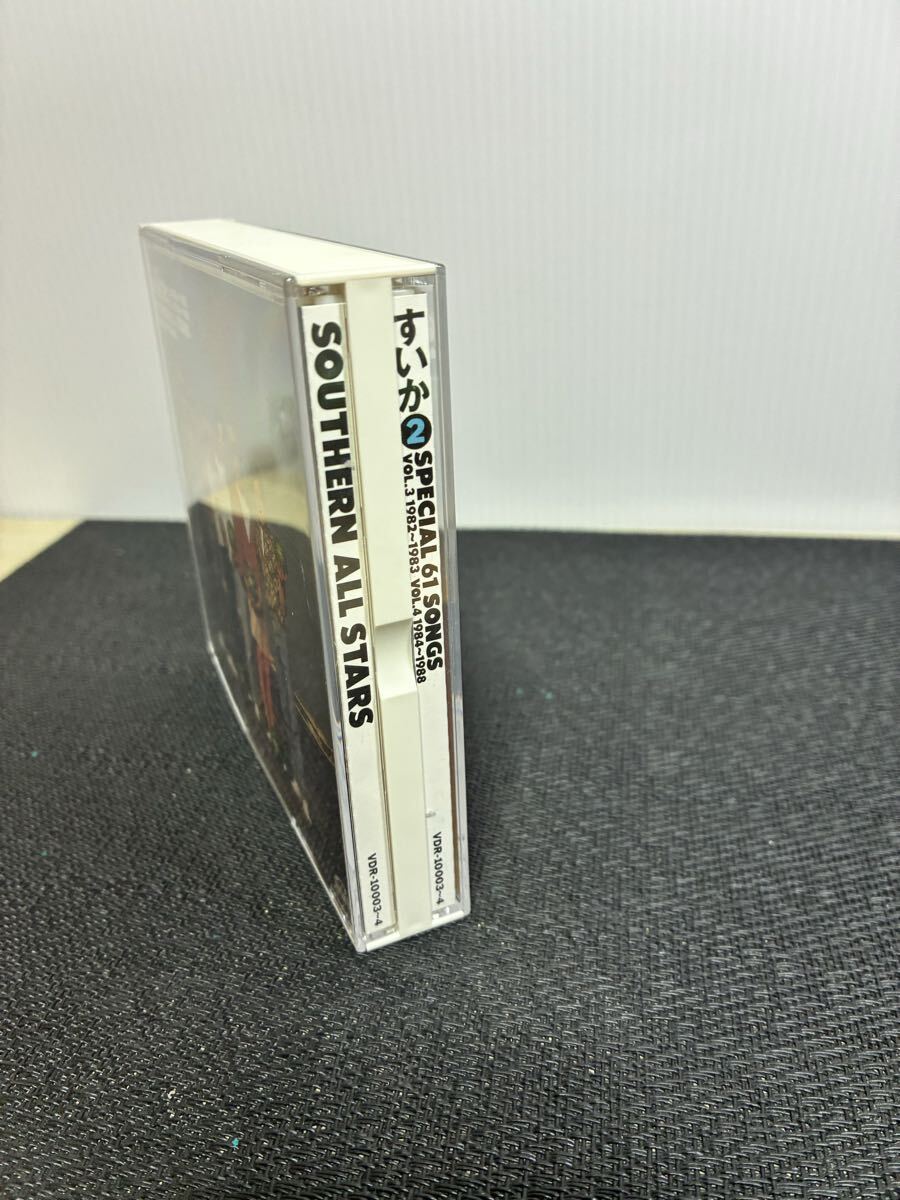 SOUTHERN ALL STARS
VDR-10003~4
すいか2 SPECIAL 61 SONGS
VOL.3 1982~1983 VOL.4 1984~1988
VDR-10003~4